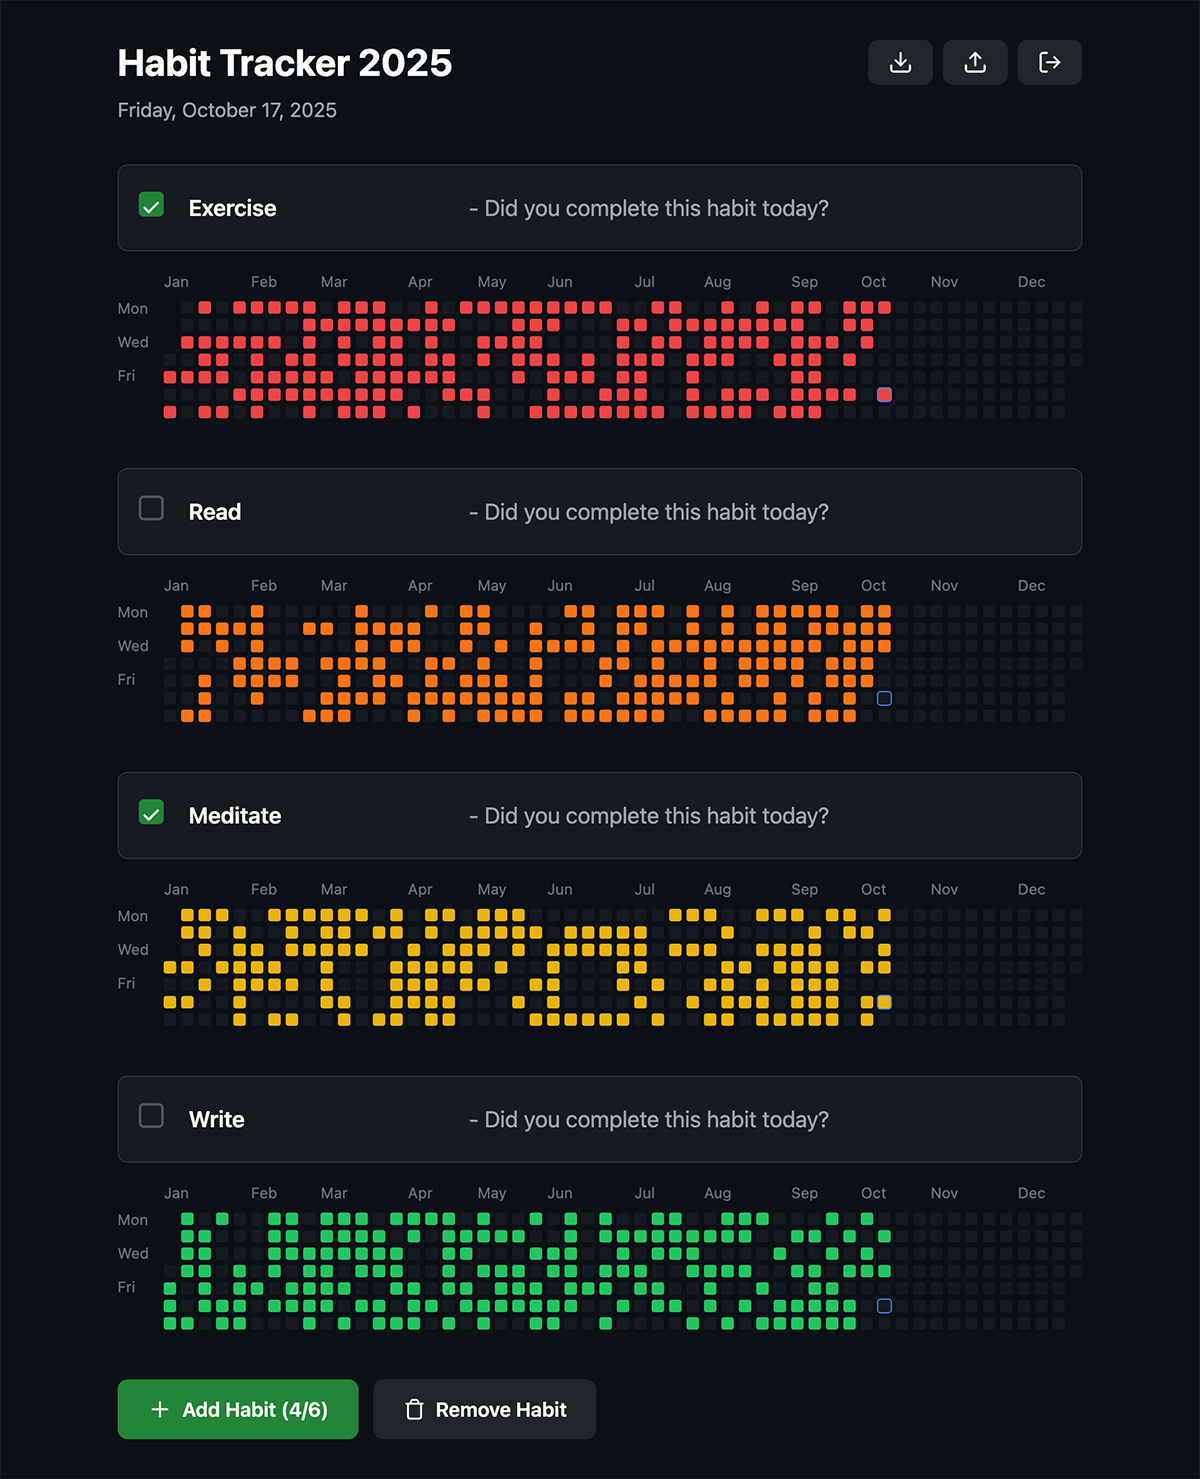 Habit Tracker 2025
Friday, October 17, 2025
Exercise - Did you complete this habit today?
Jan Feb Mar Apr May Jun Jul Aug Sep Oct Nov Dec
Mon
Wed
Fri
Read - Did you complete this habit today?
Jan Feb Mar Apr May Jun Jul Aug Sep Oct Nov Dec
Mon
Wed
Fri
Meditate - Did you complete this habit today?
Jan Feb Mar Apr May Jun Jul Aug Sep Oct Nov Dec
Mon
Wed
Fri
Write - Did you complete this habit today?
Jan Feb Mar Apr May Jun Jul Aug Sep Oct Nov Dec
Mon
Wed
Fri
+ Add Habit (4/6) Remove Habit